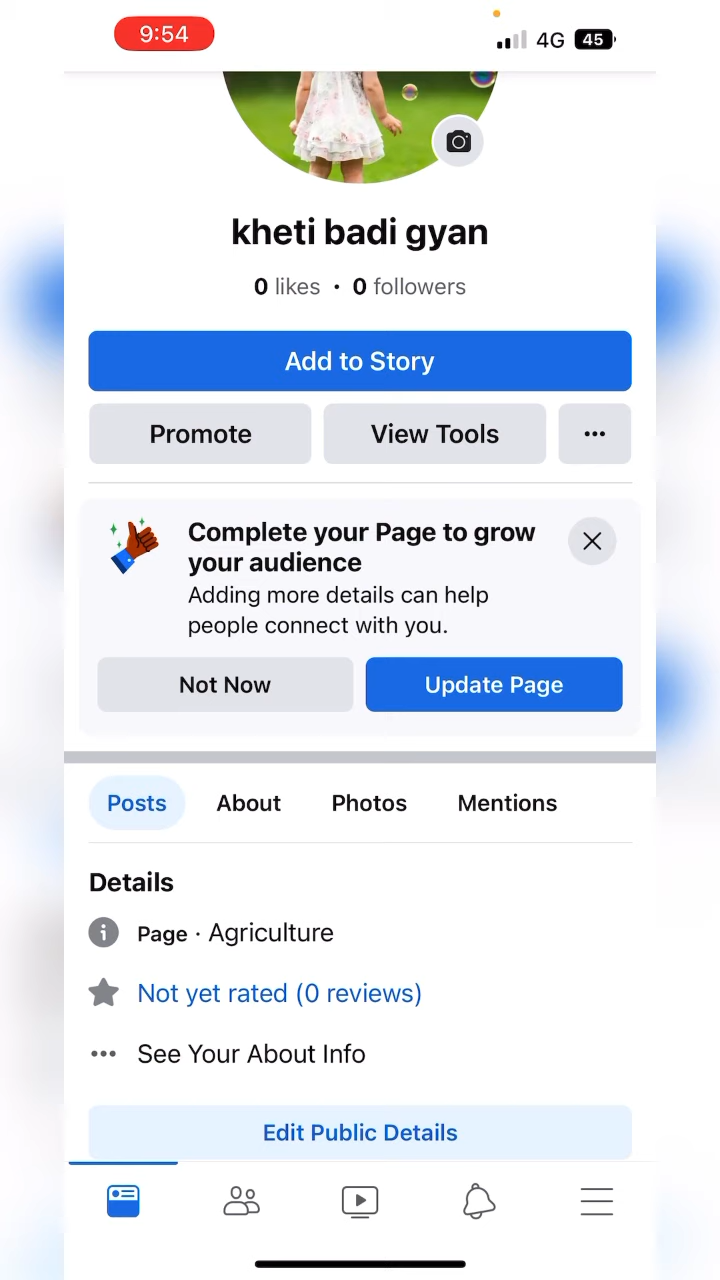 9:54
4G 45
kheti badi gyan
0 likes • 0 followers
Add to Story
Promote
View Tools
Complete your Page to grow
your audience
Adding more details can help
people connect with you.
Not Now
Update Page
Posts
About
Photos
Mentions
Details
Page · Agriculture
Not yet rated (0 reviews)
See Your About Info
Edit Public Details